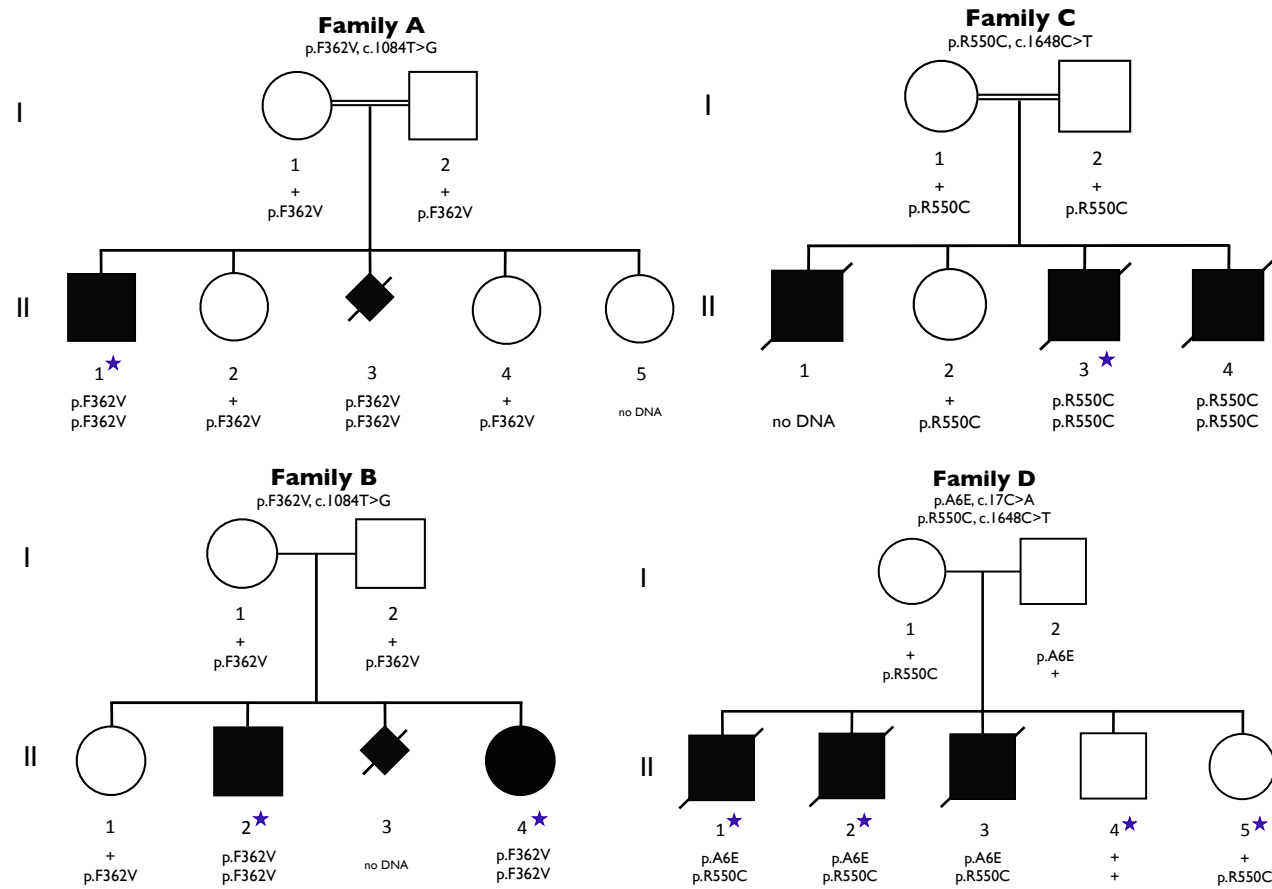 Family A
p.F362V, c.1084T>G
I
1
2
+
+
p.F362V
p.F362V
II
1
2
3
4
5
p.F362V
+
p.F362V
+
no DNA
p.F362V
p.F362V
p.F362V
p.F362V
Family C
p.R550C, c.1648C>T
I
1
2
+
+
p.R550C
p.R550C
II
1
2
3
4
no DNA
+
p.R550C
p.R550C
p.R550C
p.R550C
p.R550C
Family B
p.F362V, c.1084T>G
I
1
2
+
+
p.F362V
p.F362V
II
1
2
3
4
+
p.F362V
no DNA
p.F362V
p.F362V
p.F362V
p.F362V
Family D
p.A6E, c.17C>A
p.R550C, c.1648C>T
I
1
2
+
p.A6E
p.R550C
+
II
1
2
3
4
5
p.A6E
p.A6E
p.A6E
+
+
p.R550C
p.R550C
p.R550C
+
p.R550C